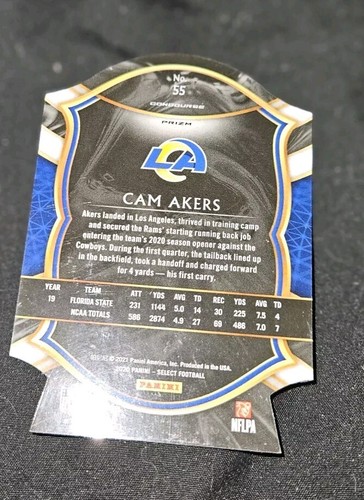 No.
55
CONCOURSE
PRIZM
LA
CAM AKERS
Akers landed in Los Angeles, thrived in training camp
and secured the Rams' starting running back job
entering the team's 2020 season opener against the
Cowboys. During the first quarter, the tailback lined up
in the backfield, took a handoff and charged forward
for 4 yards — his first carry.
YEAR TEAM ATT YDS AVG TD REC YDS AVG TD
19 FLORIDA STATE 231 1144 5.0 14 30 225 7.5 4
NCAA TOTALS 586 2874 4.9 27 69 486 7.0 7
© 2021 Panini America, Inc. Produced in the USA.
2020 PANINI - SELECT FOOTBALL
PANINI
NFLPA